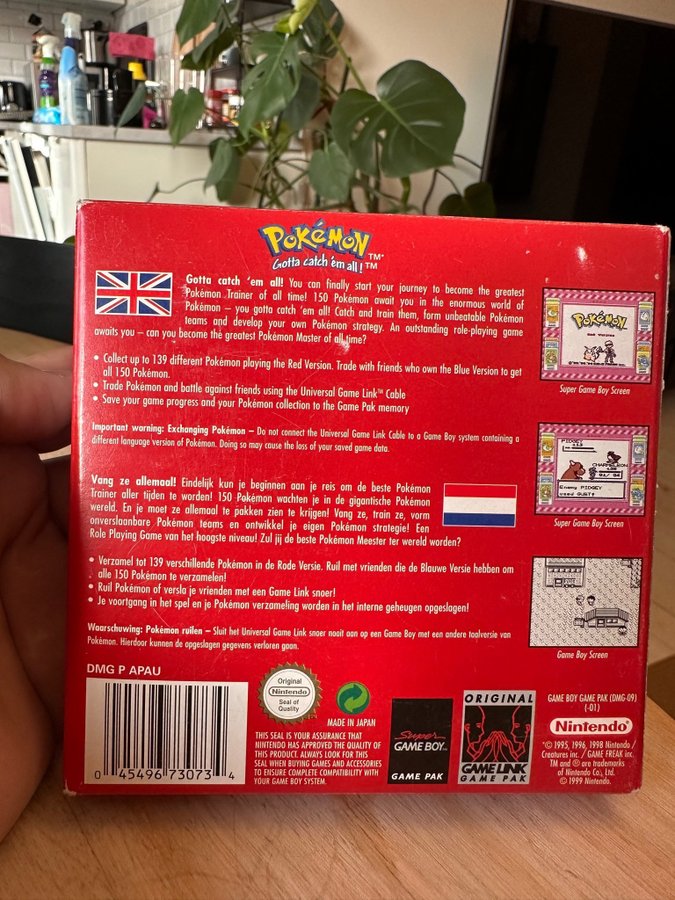 POKéMON™
Gotta catch 'em all!™
Gotta catch 'em all! You can finally start your journey to become the greatest
Pokémon Trainer of all time! 150 Pokémon await you in the enormous world of
Pokémon – you gotta catch 'em all! Catch and train them, form unbeatable Pokémon
teams and develop your own Pokémon strategy. An outstanding role-playing game
awaits you – can you become the greatest Pokémon Master of all time?
• Collect up to 139 different Pokémon playing the Red Version. Trade with friends who own the Blue Version to get
all 150 Pokémon.
• Trade Pokémon and battle against friends using the Universal Game Link™ Cable
• Save your game progress and your Pokémon collection to the Game Pak memory
Important warning: Exchanging Pokémon – Do not connect the Universal Game Link Cable to a Game Boy system containing a
different language version of Pokémon. Doing so may cause the loss of your saved game data.
Vang ze allemaal! Eindelijk kun je beginnen aan je reis om de beste Pokémon
Trainer aller tijden te worden! 150 Pokémon wachten je in de gigantische Pokémon
wereld. En je moet ze allemaal te pakken zien te krijgen! Vang ze, train ze, vorm
onverslaanbare Pokémon teams en ontwikkel je eigen Pokémon strategie! Een
Role Playing Game van het hoogste niveau! Zul jij de beste Pokémon Meester ter wereld worden?
• Verzamel tot 139 verschillende Pokémon in de Rode Versie. Ruil met vrienden die de Blauwe Versie hebben om
alle 150 Pokémon te verzamelen!
• Ruil Pokémon of versla je vrienden met een Game Link snoer!
• Je voortgang in het spel en je Pokémon verzameling worden in het interne geheugen opgeslagen!
Waarschuwing: Pokémon ruilen – Sluit het Universal Game Link snoer nooit aan op een Game Boy met een andere taalversie van
Pokémon. Hierdoor kunnen de opgeslagen gegevens verloren gaan.
POKéMON
Super Game Boy Screen
PIDGEY
CHARMELEON
Enemy PIDGEY
used GUST!
Super Game Boy Screen
Game Boy Screen
DMG P APAU
0 45496 73073 4
Original
Nintendo
Seal of
Quality
MADE IN JAPAN
THIS SEAL IS YOUR ASSURANCE THAT
NINTENDO HAS APPROVED THE QUALITY OF
THIS PRODUCT. ALWAYS LOOK FOR THIS
SEAL WHEN BUYING GAMES AND ACCESSORIES
TO ENSURE COMPLETE COMPATIBILITY WITH
YOUR GAME BOY SYSTEM.
Super
GAME BOY™
GAME PAK
ORIGINAL
GAME LINK
GAME PAK
GAME BOY GAME PAK (DMG-09)
(-01)
Nintendo®
"© 1995, 1996, 1998 Nintendo /
Creatures inc. / GAME FREAK inc.
TM and ® are trademarks
of Nintendo Co., Ltd.
© 1999 Nintendo.